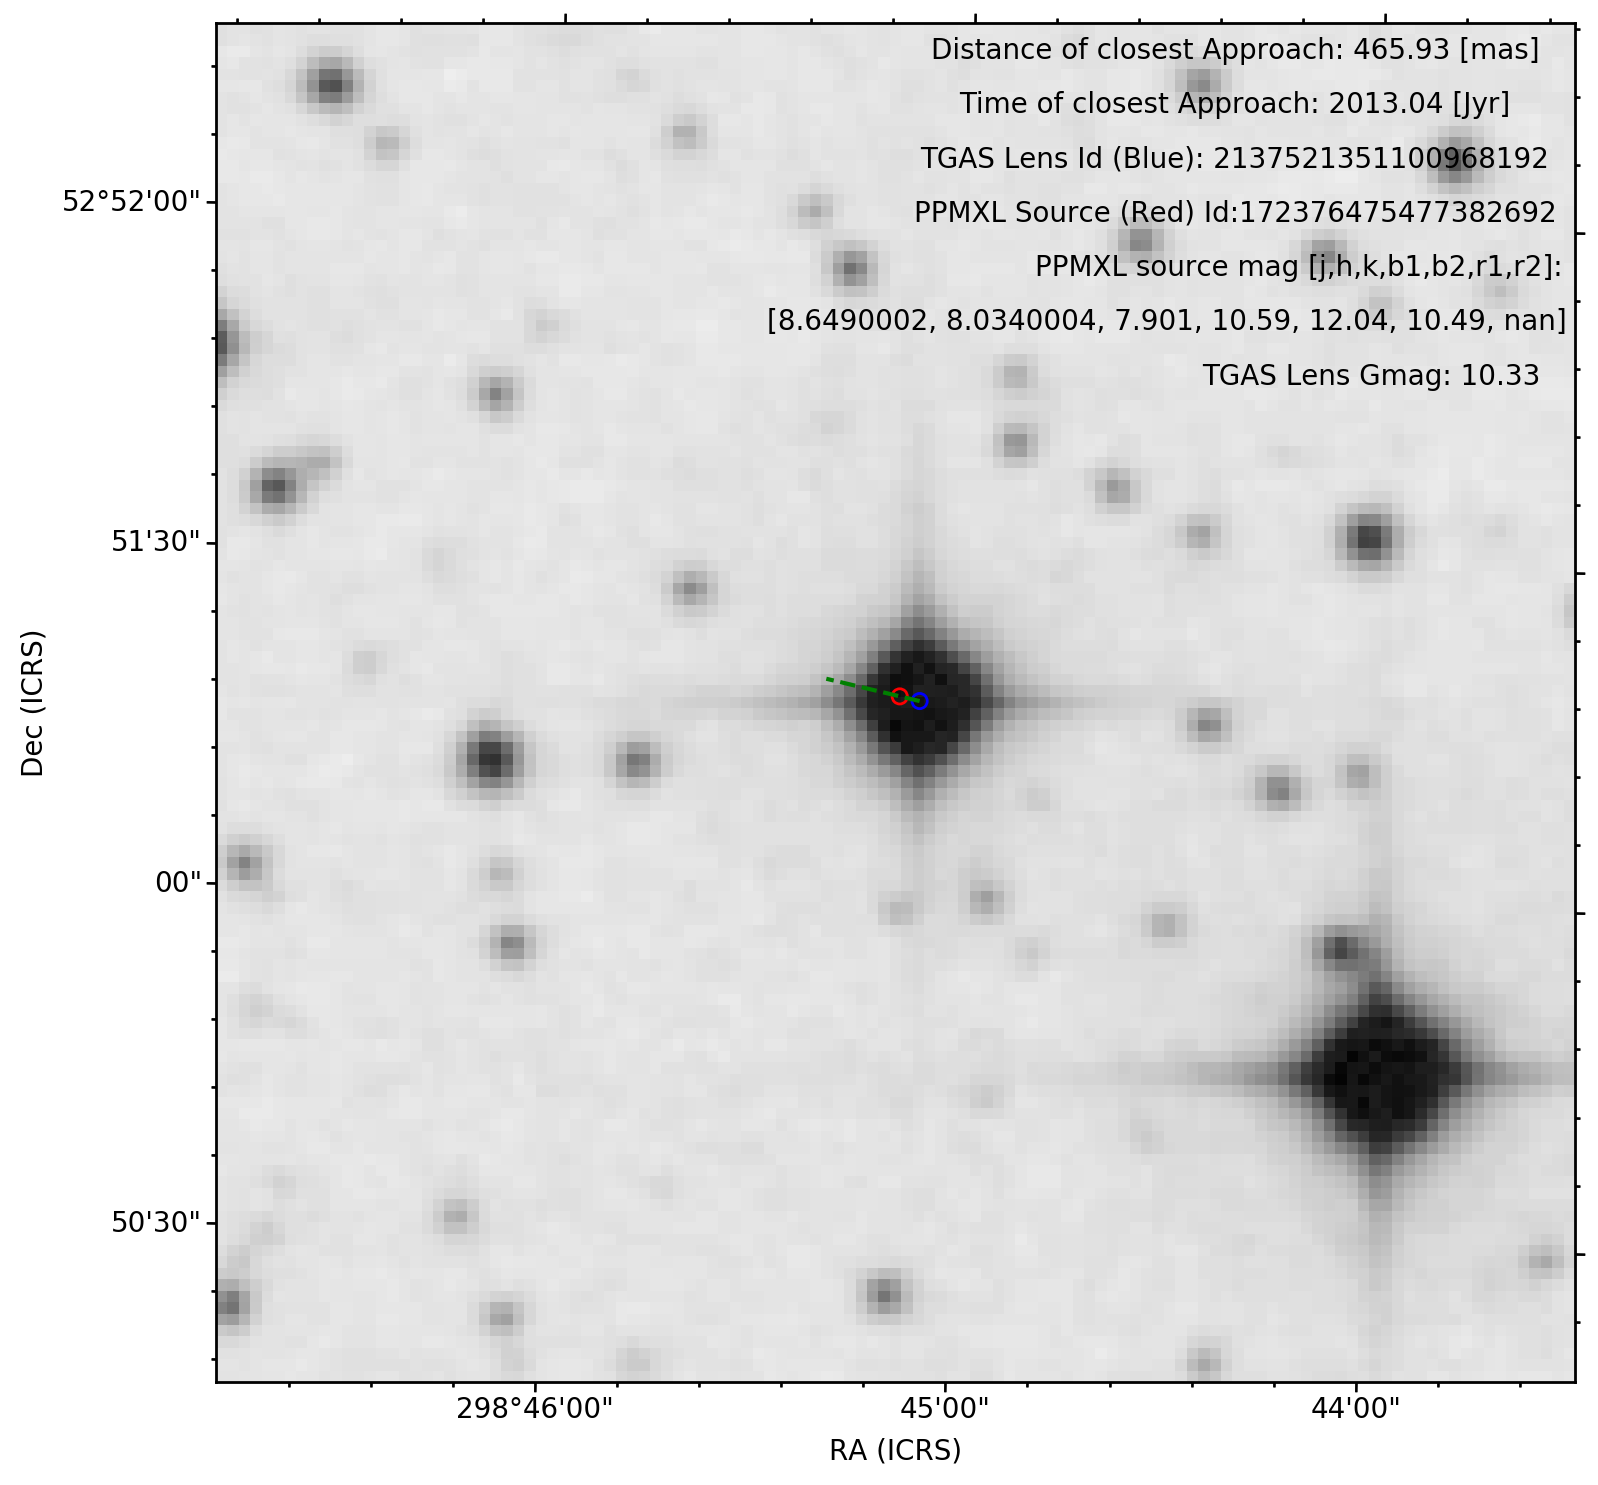 Distance of closest Approach: 465.93 [mas]
Time of closest Approach: 2013.04 [Jyr]
TGAS Lens Id (Blue): 2137521351100968192
PPMXL Source (Red) Id:172376475477382692
PPMXL source mag [j,h,k,b1,b2,r1,r2]:
[8.6490002, 8.0340004, 7.901, 10.59, 12.04, 10.49, nan]
TGAS Lens Gmag: 10.33
52°52'00"
51'30"
00"
50'30"
Dec (ICRS)
298°46'00" 45'00" 44'00"
RA (ICRS)